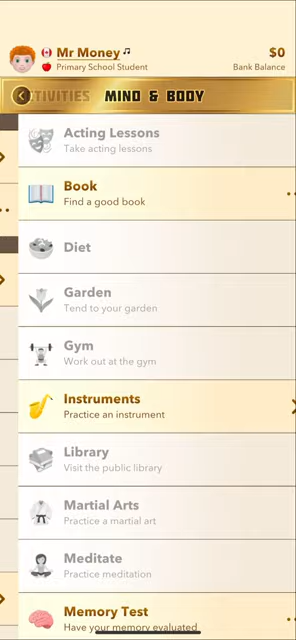 Mr Money
$0
Primary School Student
Bank Balance
CTIVITIES MIND & BODY
Acting Lessons
Take acting lessons
Book
Find a good book
Diet
Garden
Tend to your garden
Gym
Work out at the gym
Instruments
Practice an instrument
Library
Visit the public library
Martial Arts
Practice a martial art
Meditate
Practice meditation
Memory Test
Have your memory evaluated